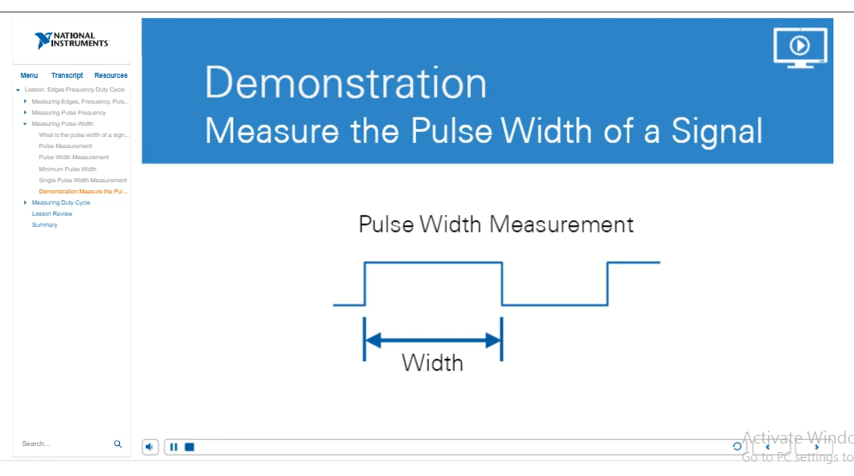 NATIONAL
INSTRUMENTS
Menu Transcript Resources
Lesson: Edges Frequency Duty Cycle
Measuring Edges, Frequency, Puls...
Measuring Pulse Frequency
Measuring Pulse Width
What is the pulse width of a sign...
Pulse Measurement
Pulse Width Measurement
Minimum Pulse Width
Single Pulse Width Measurement
Demonstration:Measure the Pul...
Measuring Duty Cycle
Lesson Review
Summary
Search...
Demonstration
Measure the Pulse Width of a Signal
Pulse Width Measurement
Width
Activate Windo
Go to PC settings to